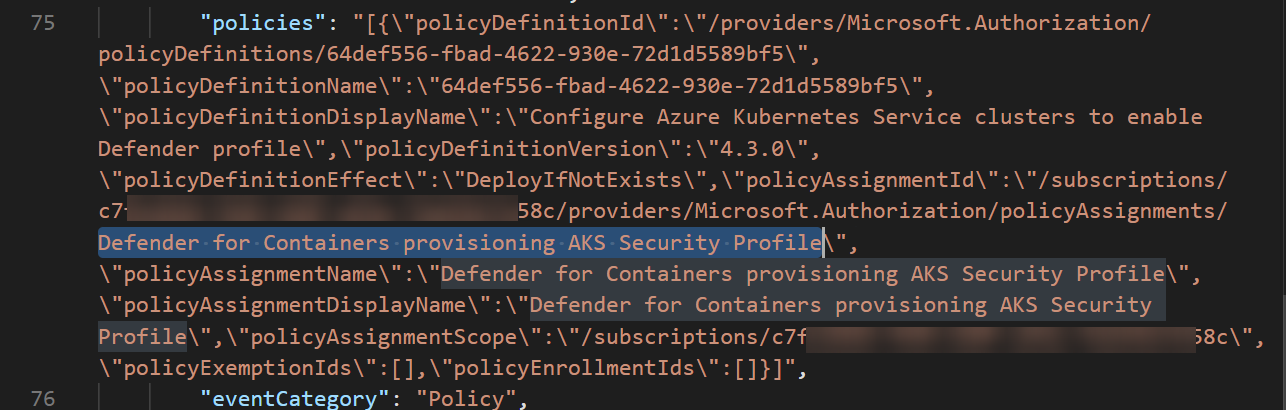 75 "policies": "[{\"policyDefinitionId\":\"/providers/Microsoft.Authorization/
policyDefinitions/64def556-fbad-4622-930e-72d1d5589bf5\",
\"policyDefinitionName\":\"64def556-fbad-4622-930e-72d1d5589bf5\",
\"policyDefinitionDisplayName\":\"Configure Azure Kubernetes Service clusters to enable
Defender profile\",\"policyDefinitionVersion\":\"4.3.0\",
\"policyDefinitionEffect\":\"DeployIfNotExists\",\"policyAssignmentId\":\"/subscriptions/
c7f 58c/providers/Microsoft.Authorization/policyAssignments/
Defender for Containers provisioning AKS Security Profile\",
\"policyAssignmentName\":\"Defender for Containers provisioning AKS Security Profile\",
\"policyAssignmentDisplayName\":\"Defender for Containers provisioning AKS Security
Profile\",\"policyAssignmentScope\":\"/subscriptions/c7f 58c\",
\"policyExemptionIds\":[],\"policyEnrollmentIds\":[]}]",
76 "eventCategory": "Policy",